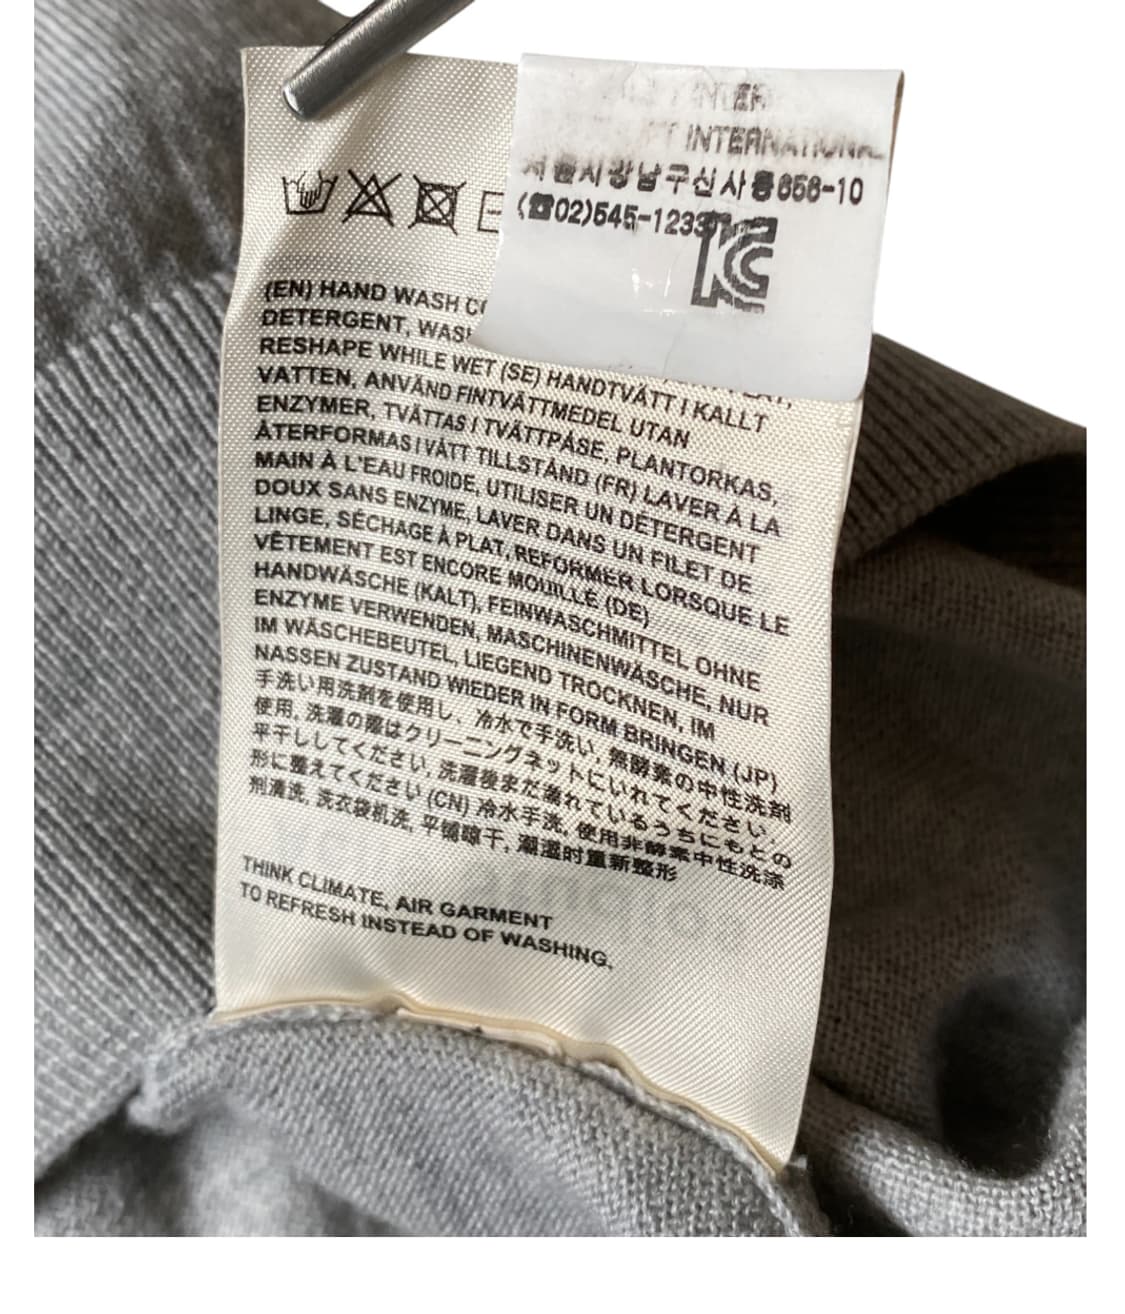 INTER
INTERNATIONAL
서울시강남구신사동656-10
(☎02)545-1233
KC
(EN) HAND WASH
DETERGENT,
RESHAPE WHILE WET (SE) HANDTVÄTT I KALLT
VATTEN, ANVÄND FINTVÄTTMEDEL UTAN
ENZYMER, TVÄTTAS I TVÄTTPÅSE, PLANTORKAS,
ÅTERFORMAS I VÅTT TILLSTÅND (FR) LAVER À LA
MAIN À L'EAU FROIDE, UTILISER UN DÉTERGENT
DOUX SANS ENZYME, LAVER DANS UN FILET DE
LINGE, SÉCHAGE À PLAT, REFORMER LORSQUE LE
VÊTEMENT EST ENCORE MOUILLÉ (DE)
HANDWÄSCHE (KALT), FEINWASCHMITTEL OHNE
ENZYME VERWENDEN, MASCHINENWÄSCHE, NUR
IM WÄSCHEBEUTEL, LIEGEND TROCKNEN, IM
NASSEN ZUSTAND WIEDER IN FORM BRINGEN (JP)
手洗い用洗剤を使用し、冷水で手洗い, 無酵素の中性洗剤
使用, 洗濯の際はクリーニングネットにいれてください,
平干ししてください, 洗濯後まだ濡れているうちにもとの
形に整えてください (CN) 冷水手洗, 使用非酵素中性洗涤
剂清洗, 洗衣袋机洗, 平铺晾干, 潮湿时重新整形
THINK CLIMATE, AIR GARMENT
TO REFRESH INSTEAD OF WASHING.